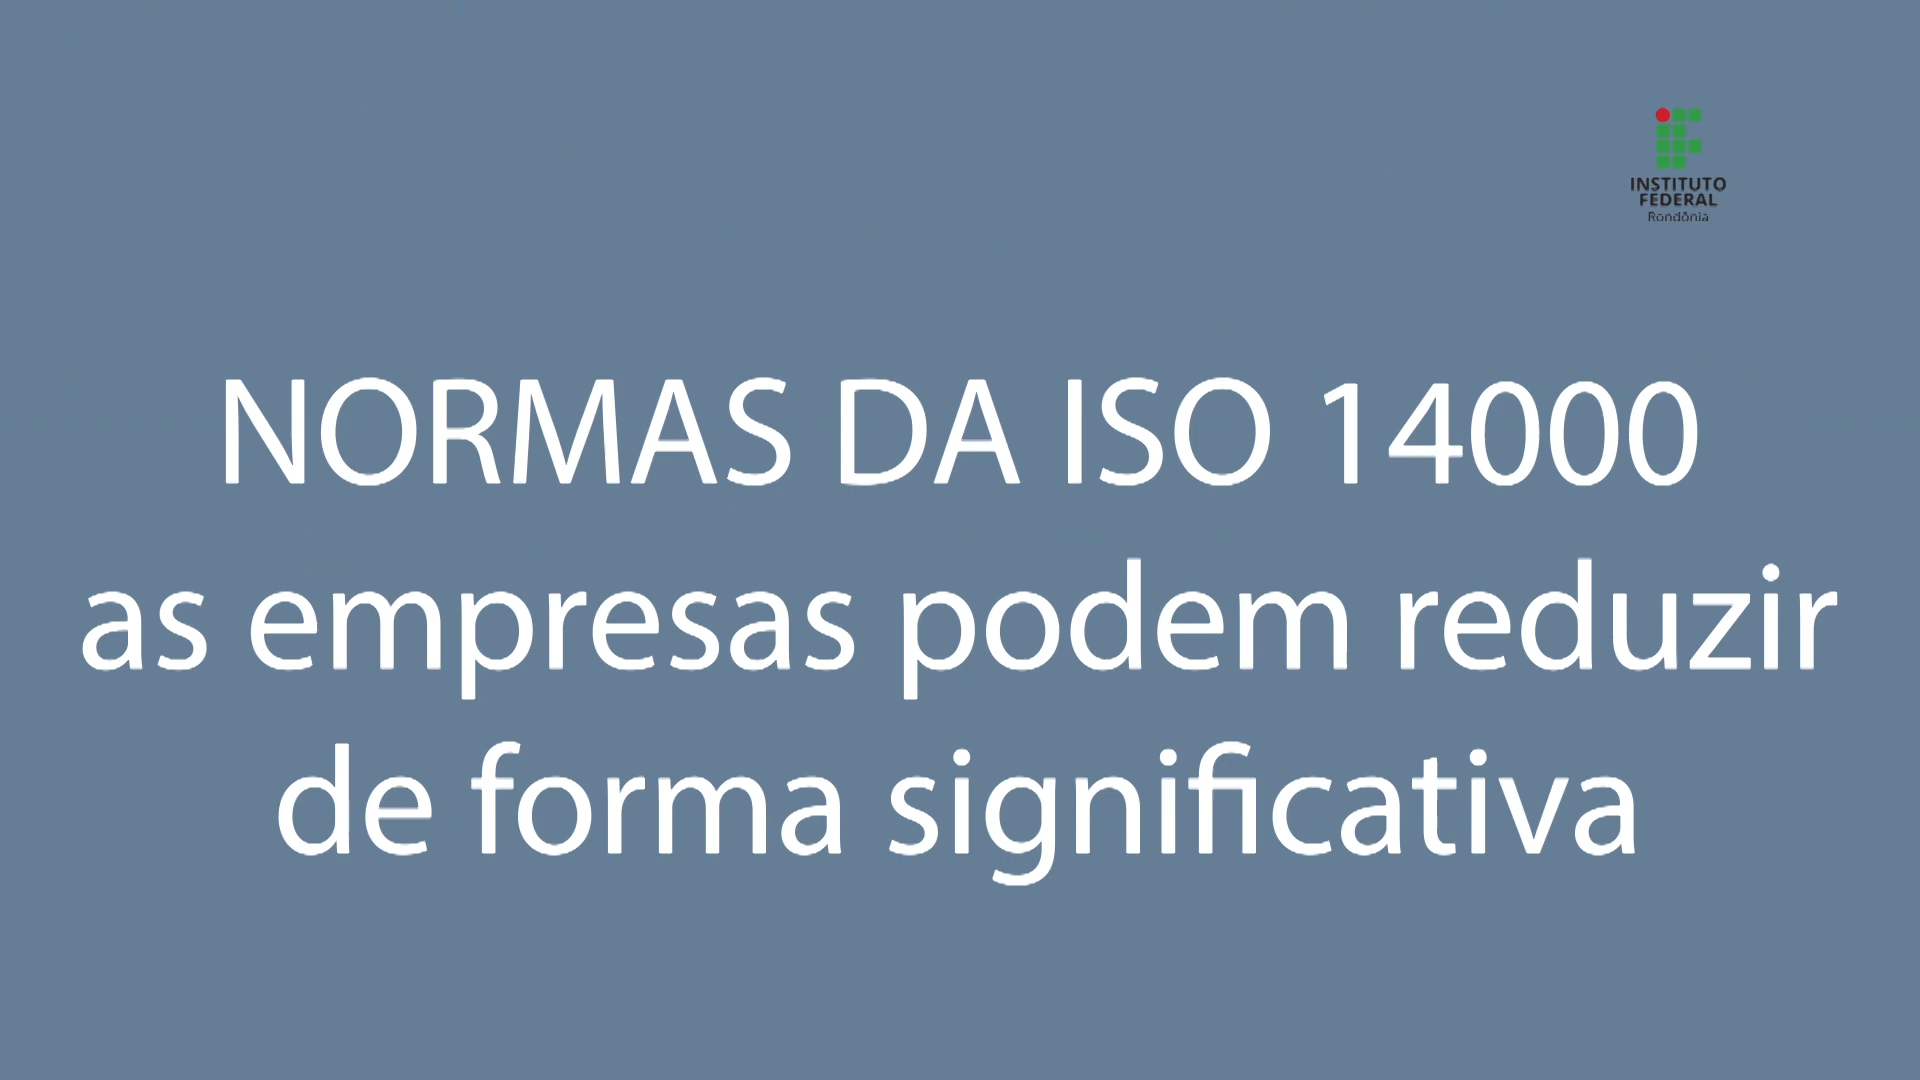 INSTITUTO
FEDERAL
Rondônia
NORMAS DA ISO 14000
as empresas podem reduzir
de forma significativa